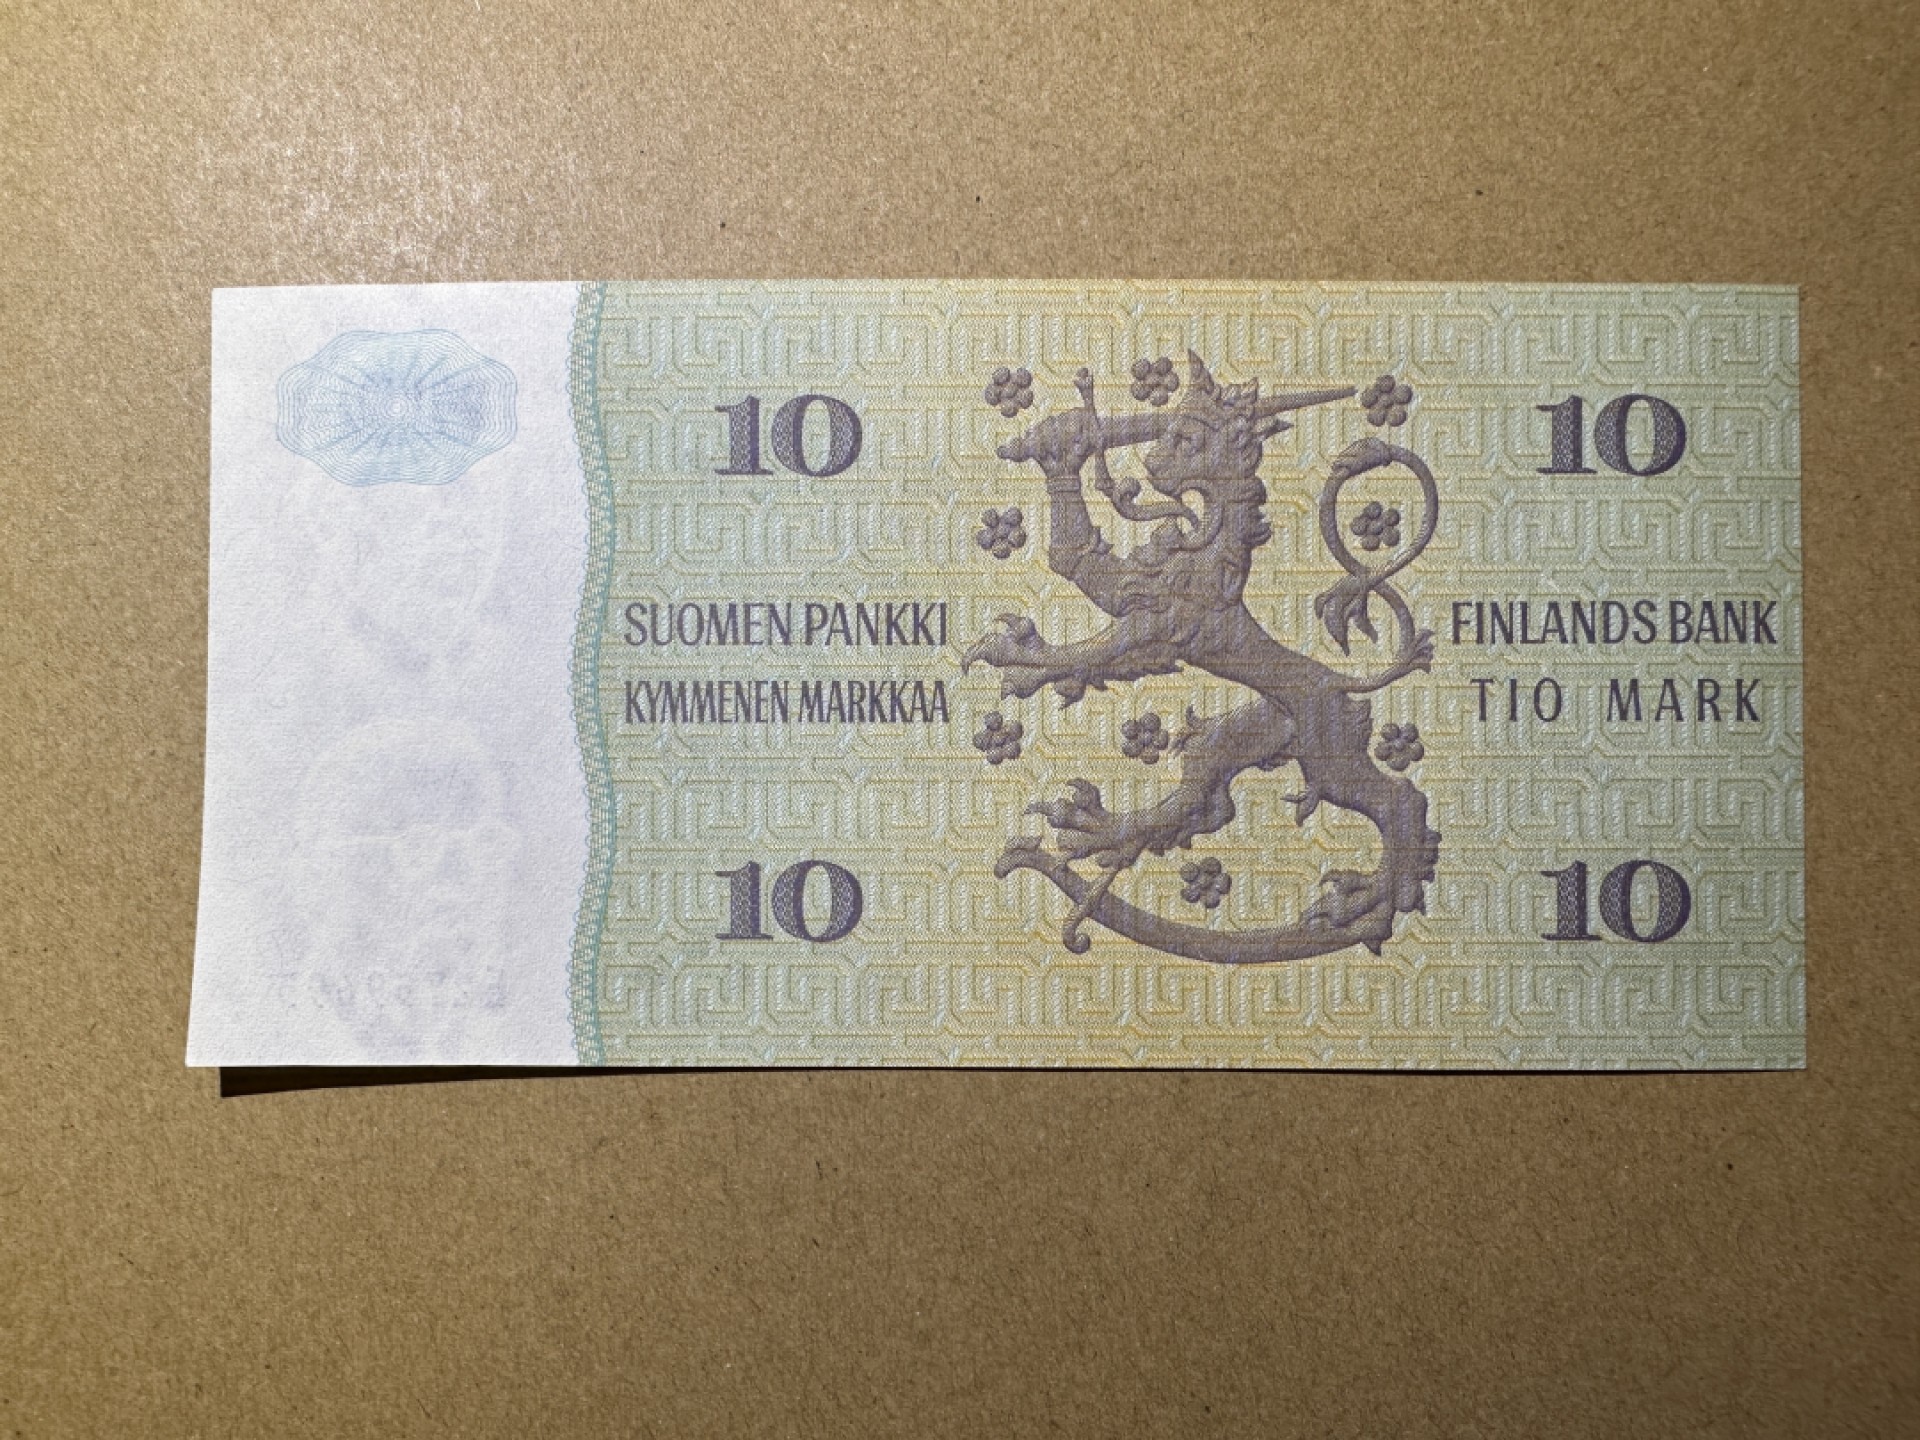 10 10
SUOMEN PANKKI FINLANDS BANK
KYMMENEN MARKKAA TIO MARK
10 10